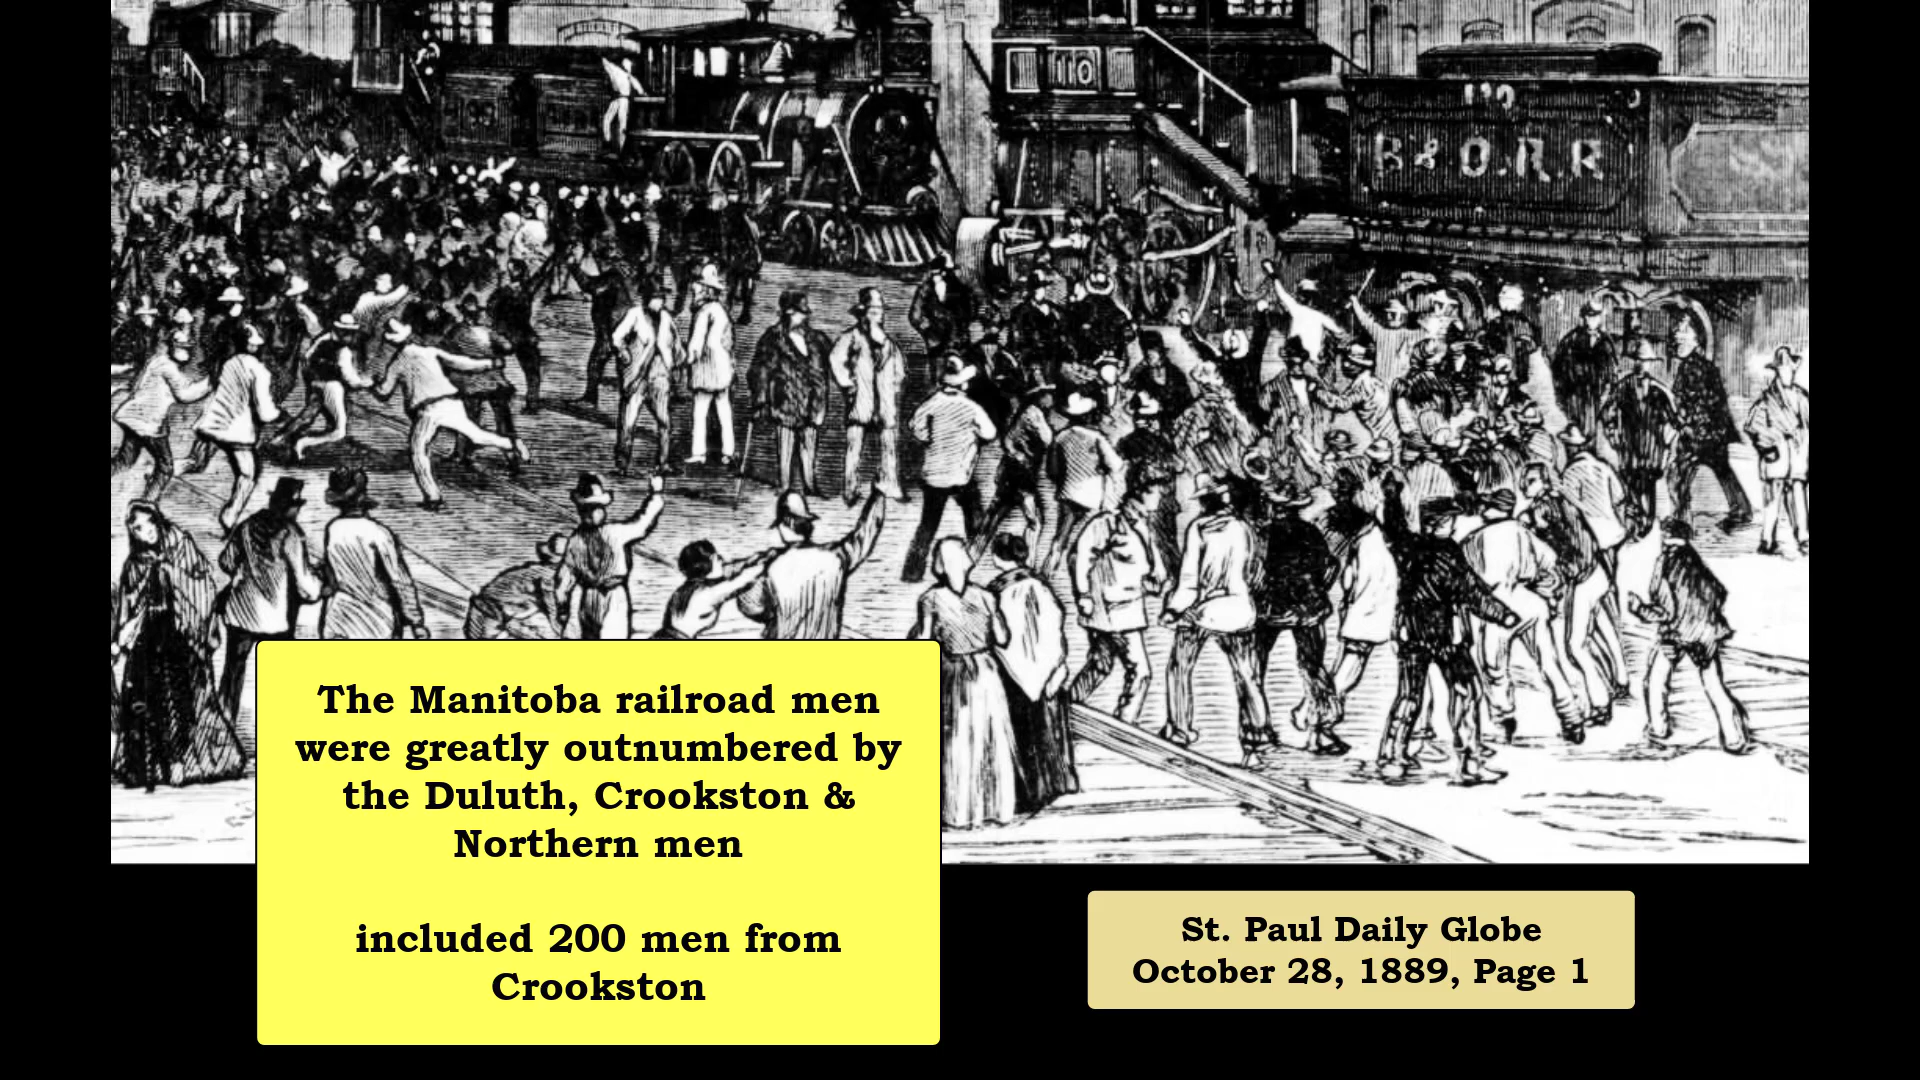 110
110
B & O.R.R
The Manitoba railroad men
were greatly outnumbered by
the Duluth, Crookston &
Northern men
included 200 men from
Crookston
St. Paul Daily Globe
October 28, 1889, Page 1